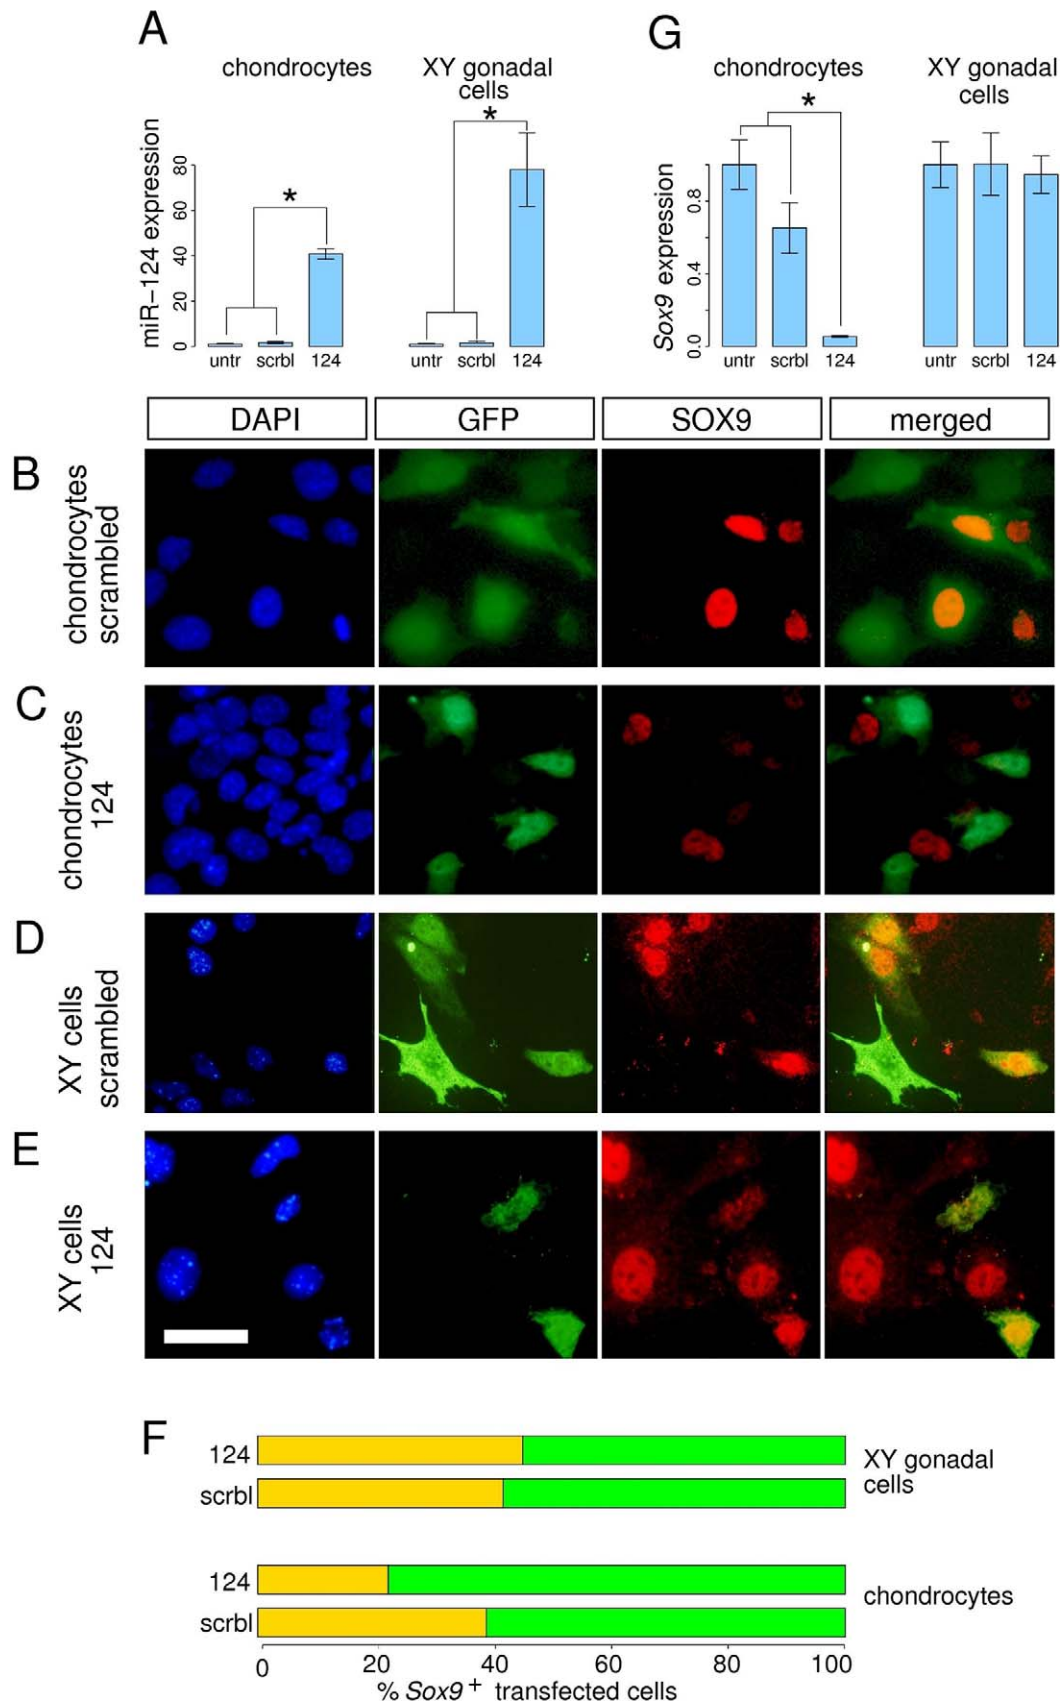 A
chondrocytes
XY gonadal
cells
*
*
miR−124 expression
80
60
40
20
0
untr
scrbl
124
untr
scrbl
124
G
chondrocytes
XY gonadal
cells
*
Sox9 expression
0.8
0.4
0.0
untr
scrbl
124
untr
scrbl
124
DAPI
GFP
SOX9
merged
B
chondrocytes
scrambled
C
chondrocytes
124
D
XY cells
scrambled
E
XY cells
124
F
124
scrbl
XY gonadal
cells
124
scrbl
chondrocytes
0
20
40
60
80
100
% Sox9 + transfected cells